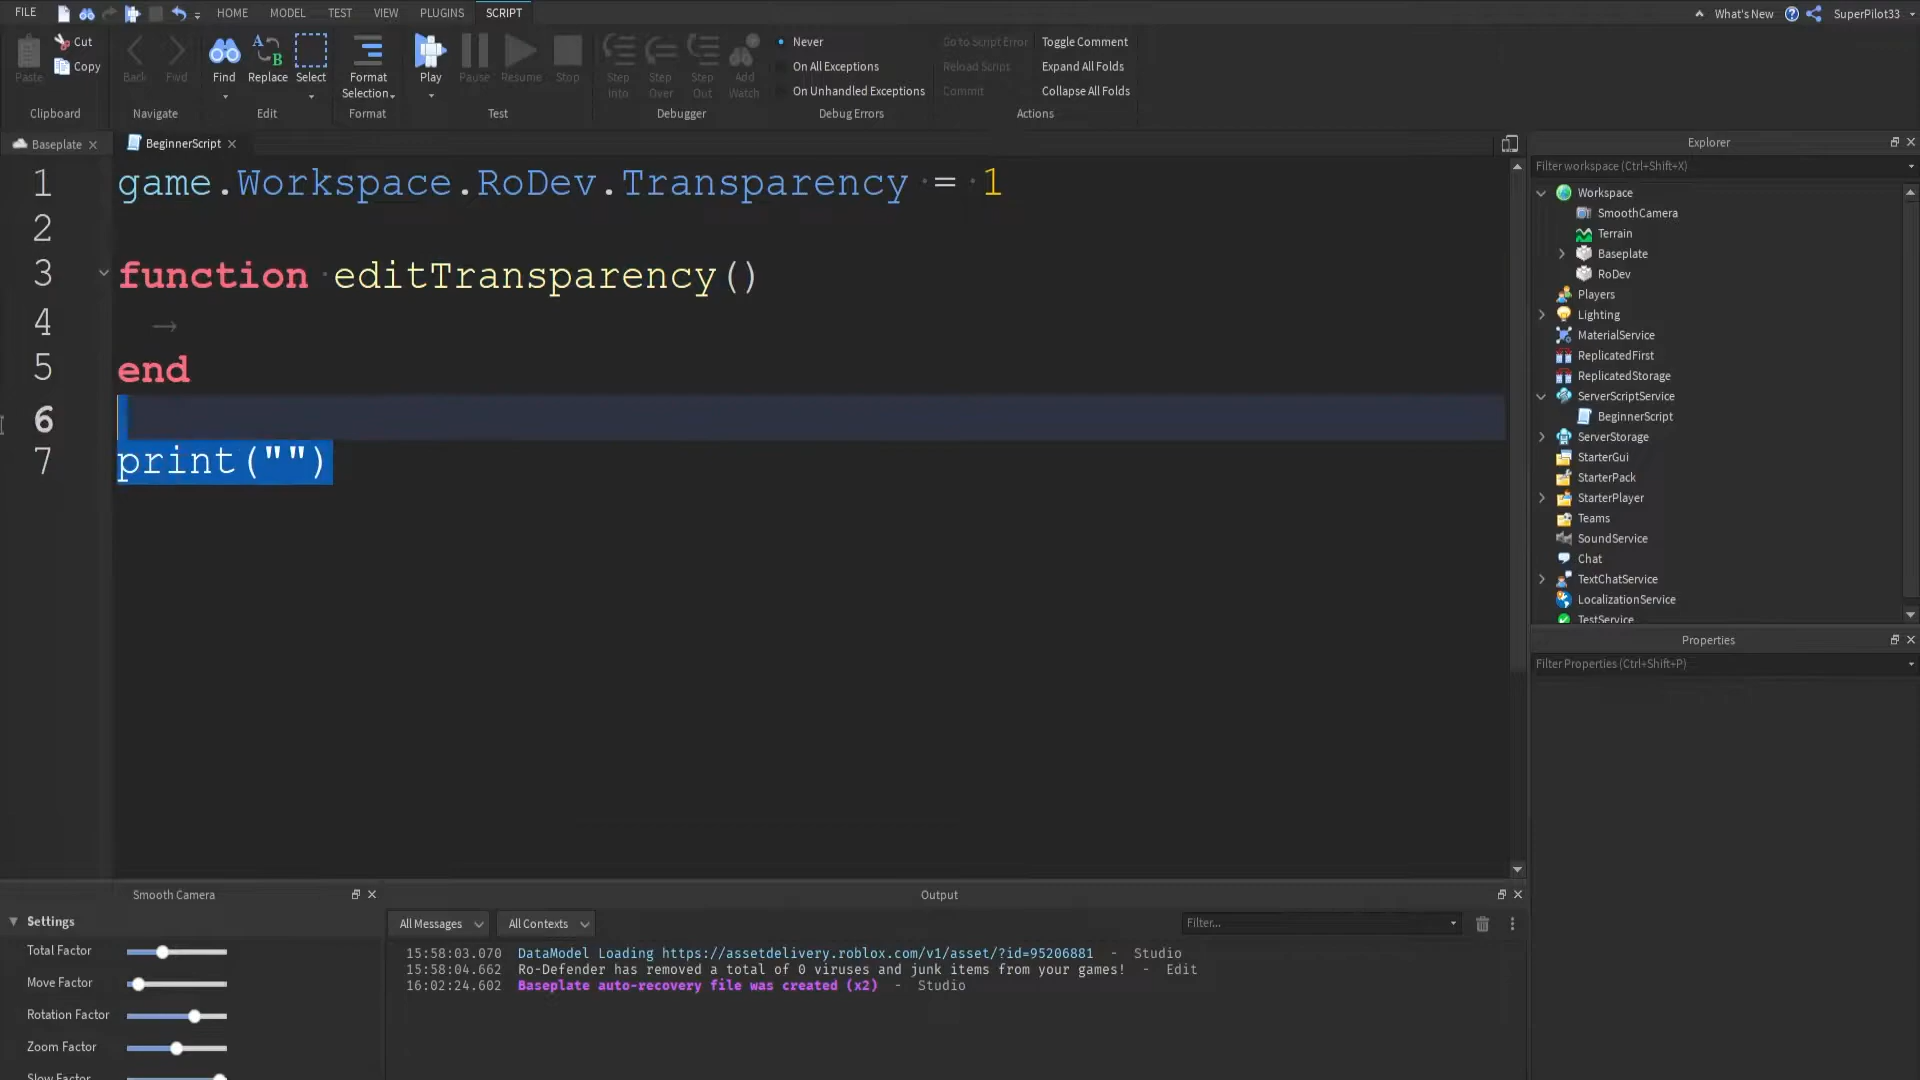 FILE HOME MODEL TEST VIEW PLUGINS SCRIPT What's New SuperPilot33
Paste Cut Copy
Clipboard
Back Fwd
Navigate
Find Replace Select
Edit
Format Selection
Format
Play Pause Resume Stop
Test
Step Into Step Over Step Out Add Watch
Debugger
Never
On All Exceptions
On Unhandled Exceptions
Debug Errors
Go to Script Error
Reload Script
Commit
Toggle Comment
Expand All Folds
Collapse All Folds
Actions
Baseplate BeginnerScript
1 game.Workspace.RoDev.Transparency = 1
2
3 function editTransparency()
4
5 end
6
7 print("")
Explorer
Filter workspace (Ctrl+Shift+X)
Workspace
SmoothCamera
Terrain
Baseplate
RoDev
Players
Lighting
MaterialService
ReplicatedFirst
ReplicatedStorage
ServerScriptService
BeginnerScript
ServerStorage
StarterGui
StarterPack
StarterPlayer
Teams
SoundService
Chat
TextChatService
LocalizationService
TestService
Properties
Filter Properties (Ctrl+Shift+P)
Smooth Camera
Settings
Total Factor
Move Factor
Rotation Factor
Zoom Factor
Slow Factor
Output
All Messages All Contexts Filter...
15:58:03.070 DataModel Loading https://assetdelivery.roblox.com/v1/asset/?id=95206881 - Studio
15:58:04.662 Ro-Defender has removed a total of 0 viruses and junk items from your games! - Edit
16:02:24.602 Baseplate auto-recovery file was created (x2) - Studio